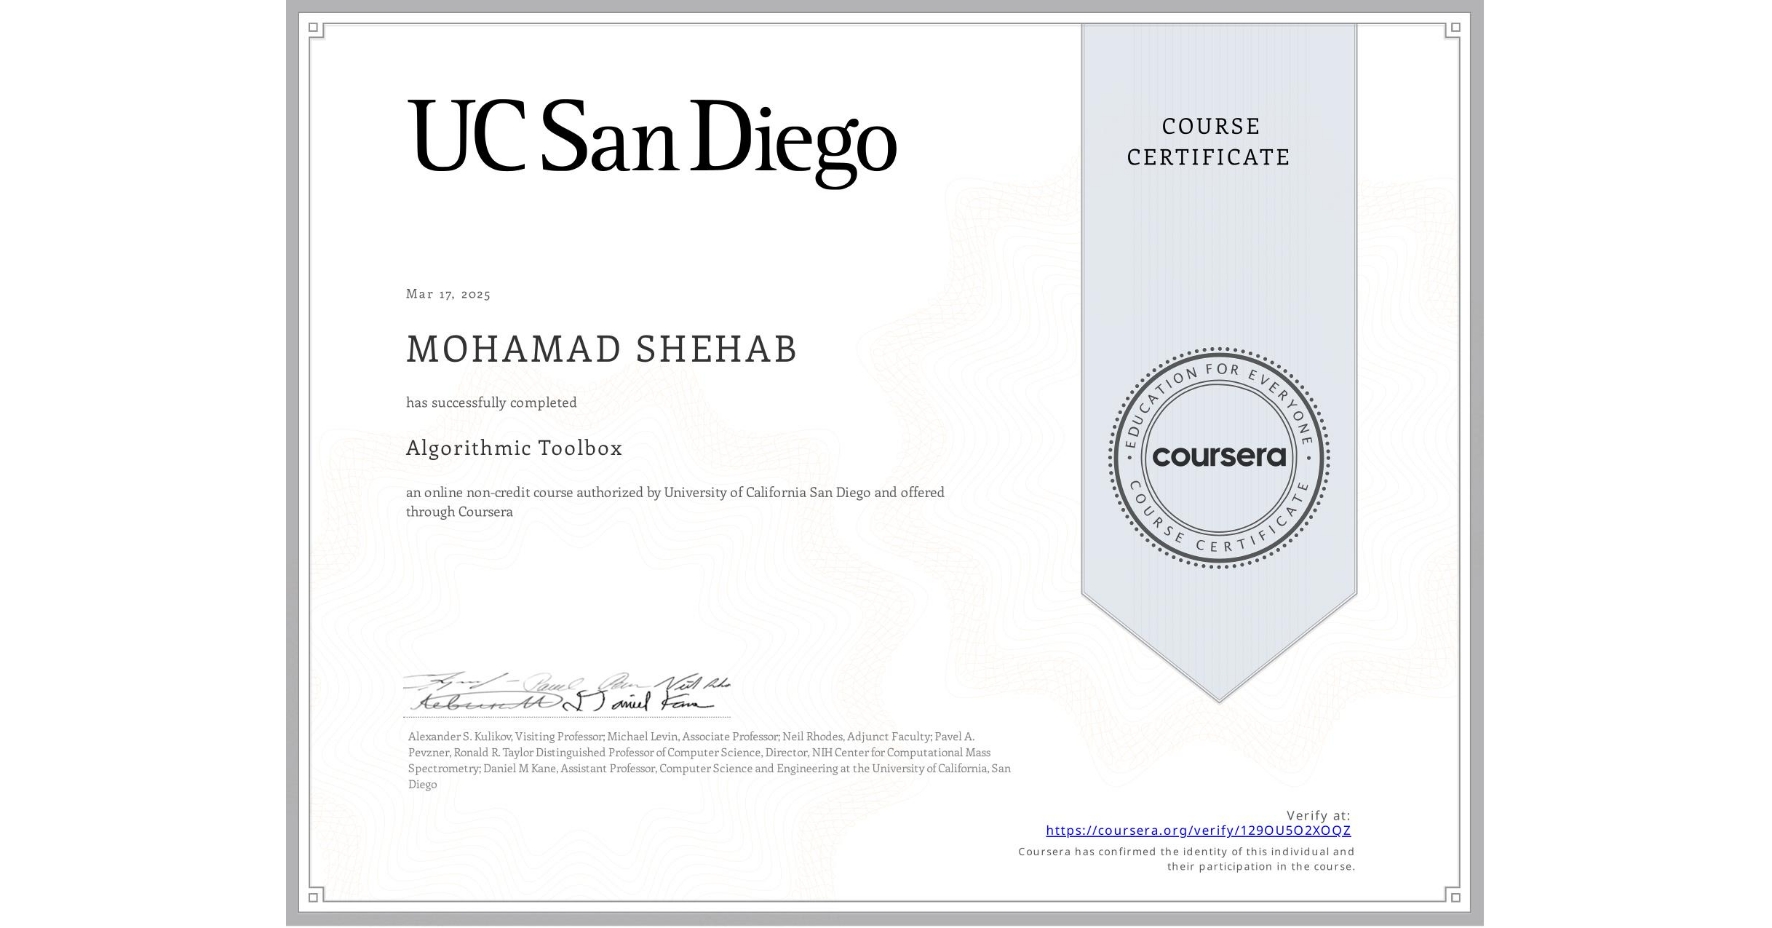 UC San Diego
COURSE
CERTIFICATE
Mar 17, 2025
MOHAMAD SHEHAB
has successfully completed
Algorithmic Toolbox
an online non-credit course authorized by University of California San Diego and offered
through Coursera
EDUCATION FOR EVERYONE
coursera
COURSE CERTIFICATE
Alexander S. Kulikov, Visiting Professor; Michael Levin, Associate Professor; Neil Rhodes, Adjunct Faculty; Pavel A.
Pevzner, Ronald R. Taylor Distinguished Professor of Computer Science, Director, NIH Center for Computational Mass
Spectrometry; Daniel M Kane, Assistant Professor, Computer Science and Engineering at the University of California, San
Diego
Verify at:
https://coursera.org/verify/129OU5O2XOQZ
Coursera has confirmed the identity of this individual and
their participation in the course.